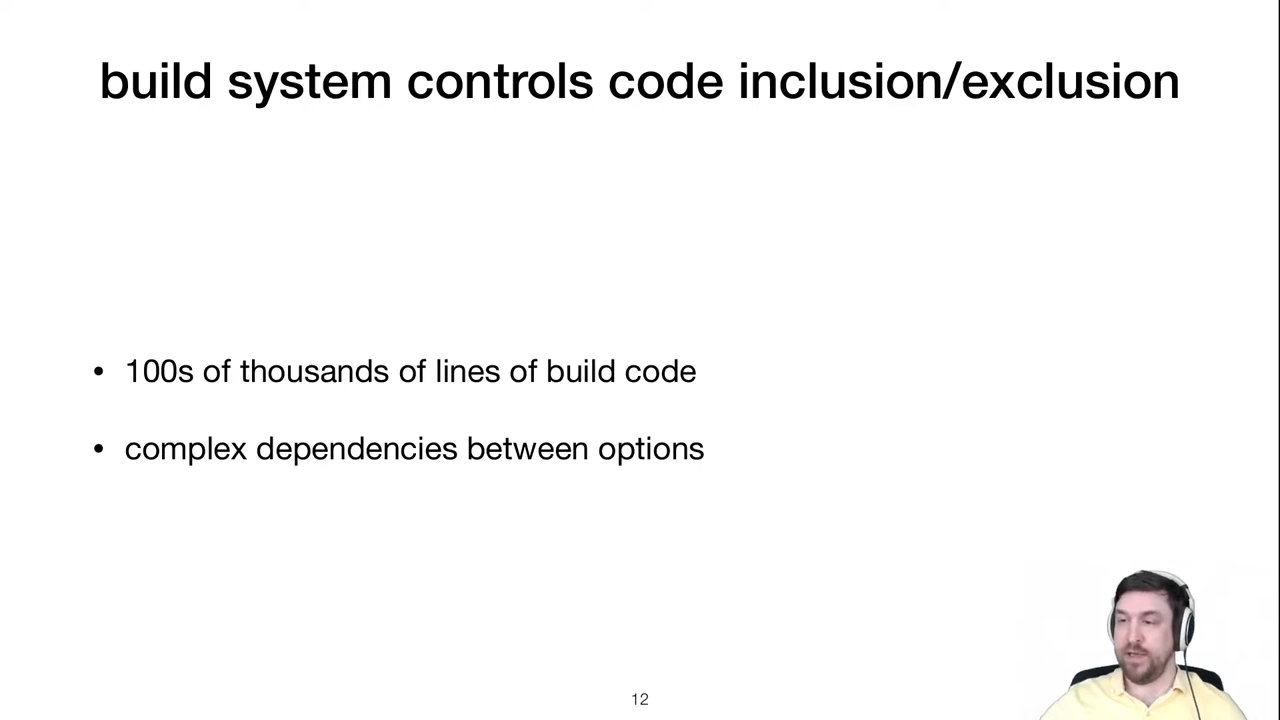 build system controls code inclusion/exclusion
• 100s of thousands of lines of build code
• complex dependencies between options
12